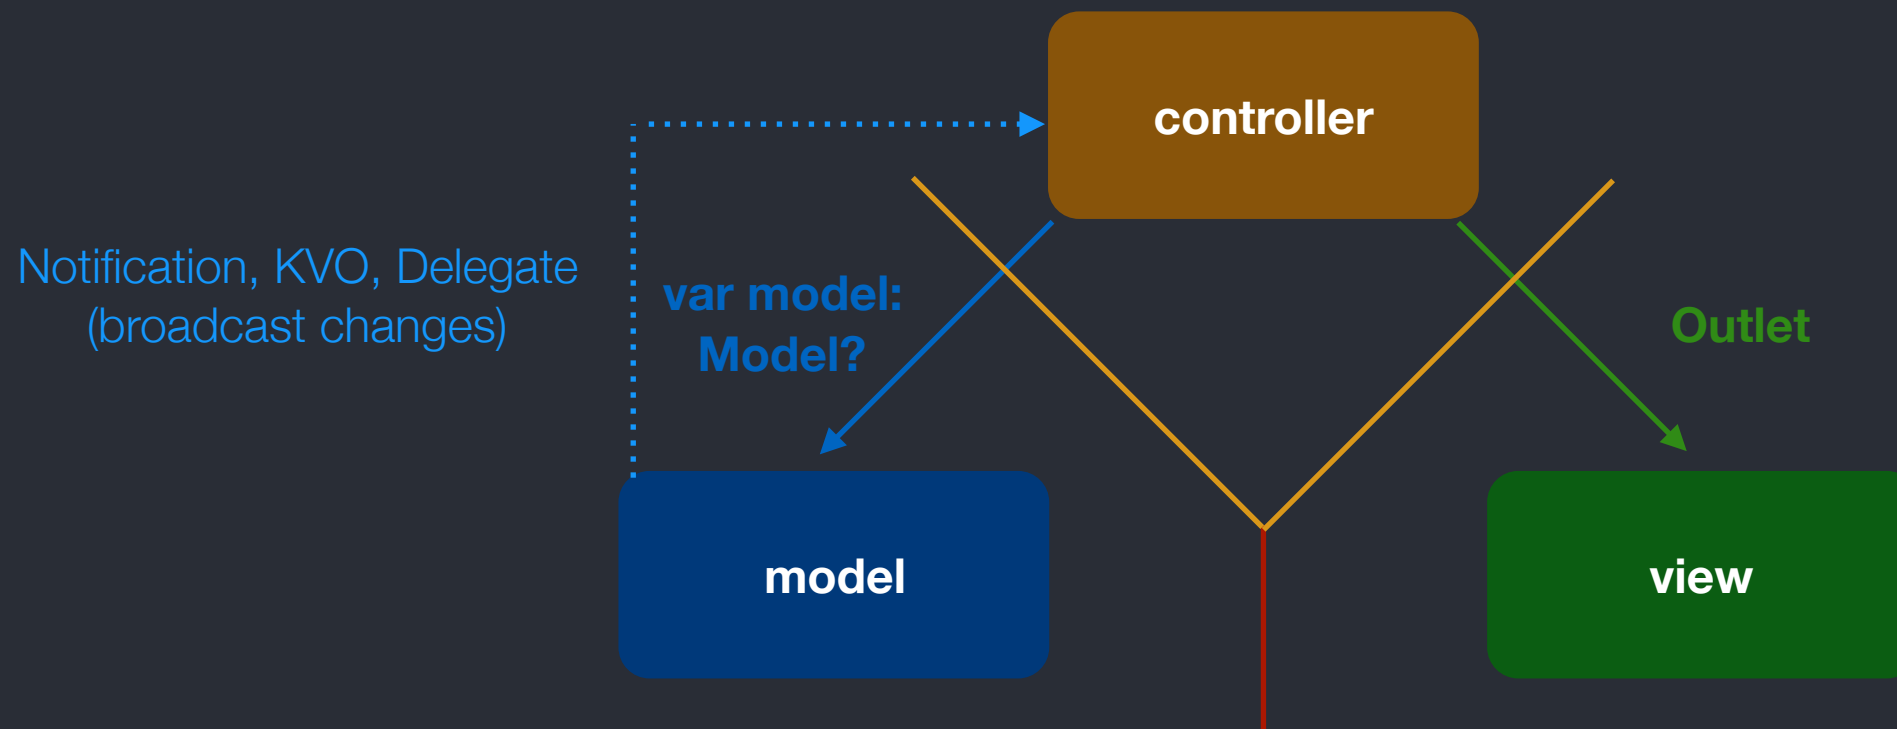 controller
Notification, KVO, Delegate
(broadcast changes)
var model:
Model?
Outlet
model
view